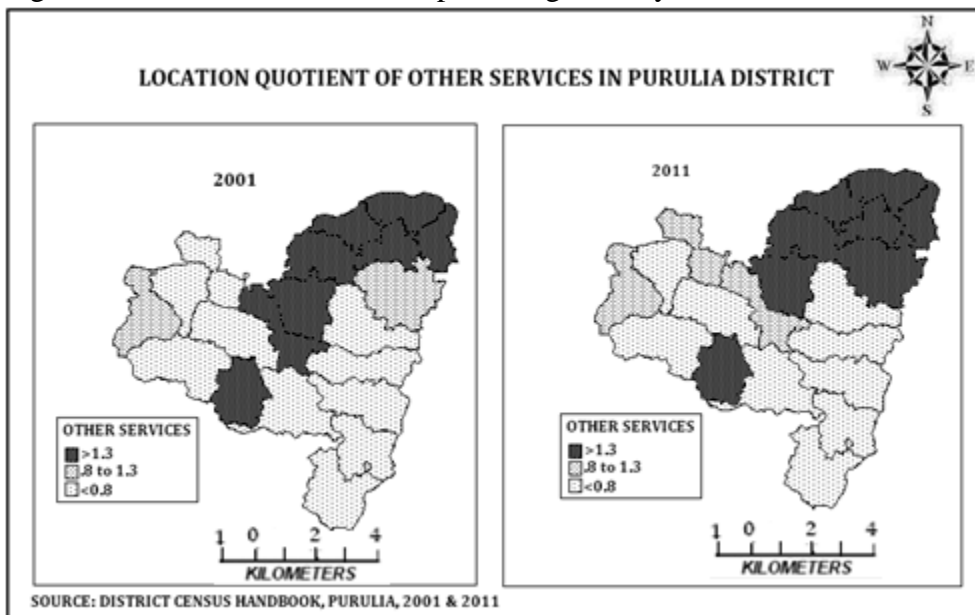 N
W E
S
LOCATION QUOTIENT OF OTHER SERVICES IN PURULIA DISTRICT
2001
OTHER SERVICES
>1.3
.8 to 1.3
<0.8
1 0 2 4
KILOMETERS
2011
OTHER SERVICES
>1.3
.8 to 1.3
<0.8
1 0 2 4
KILOMETERS
SOURCE: DISTRICT CENSUS HANDBOOK, PURULIA, 2001 & 2011